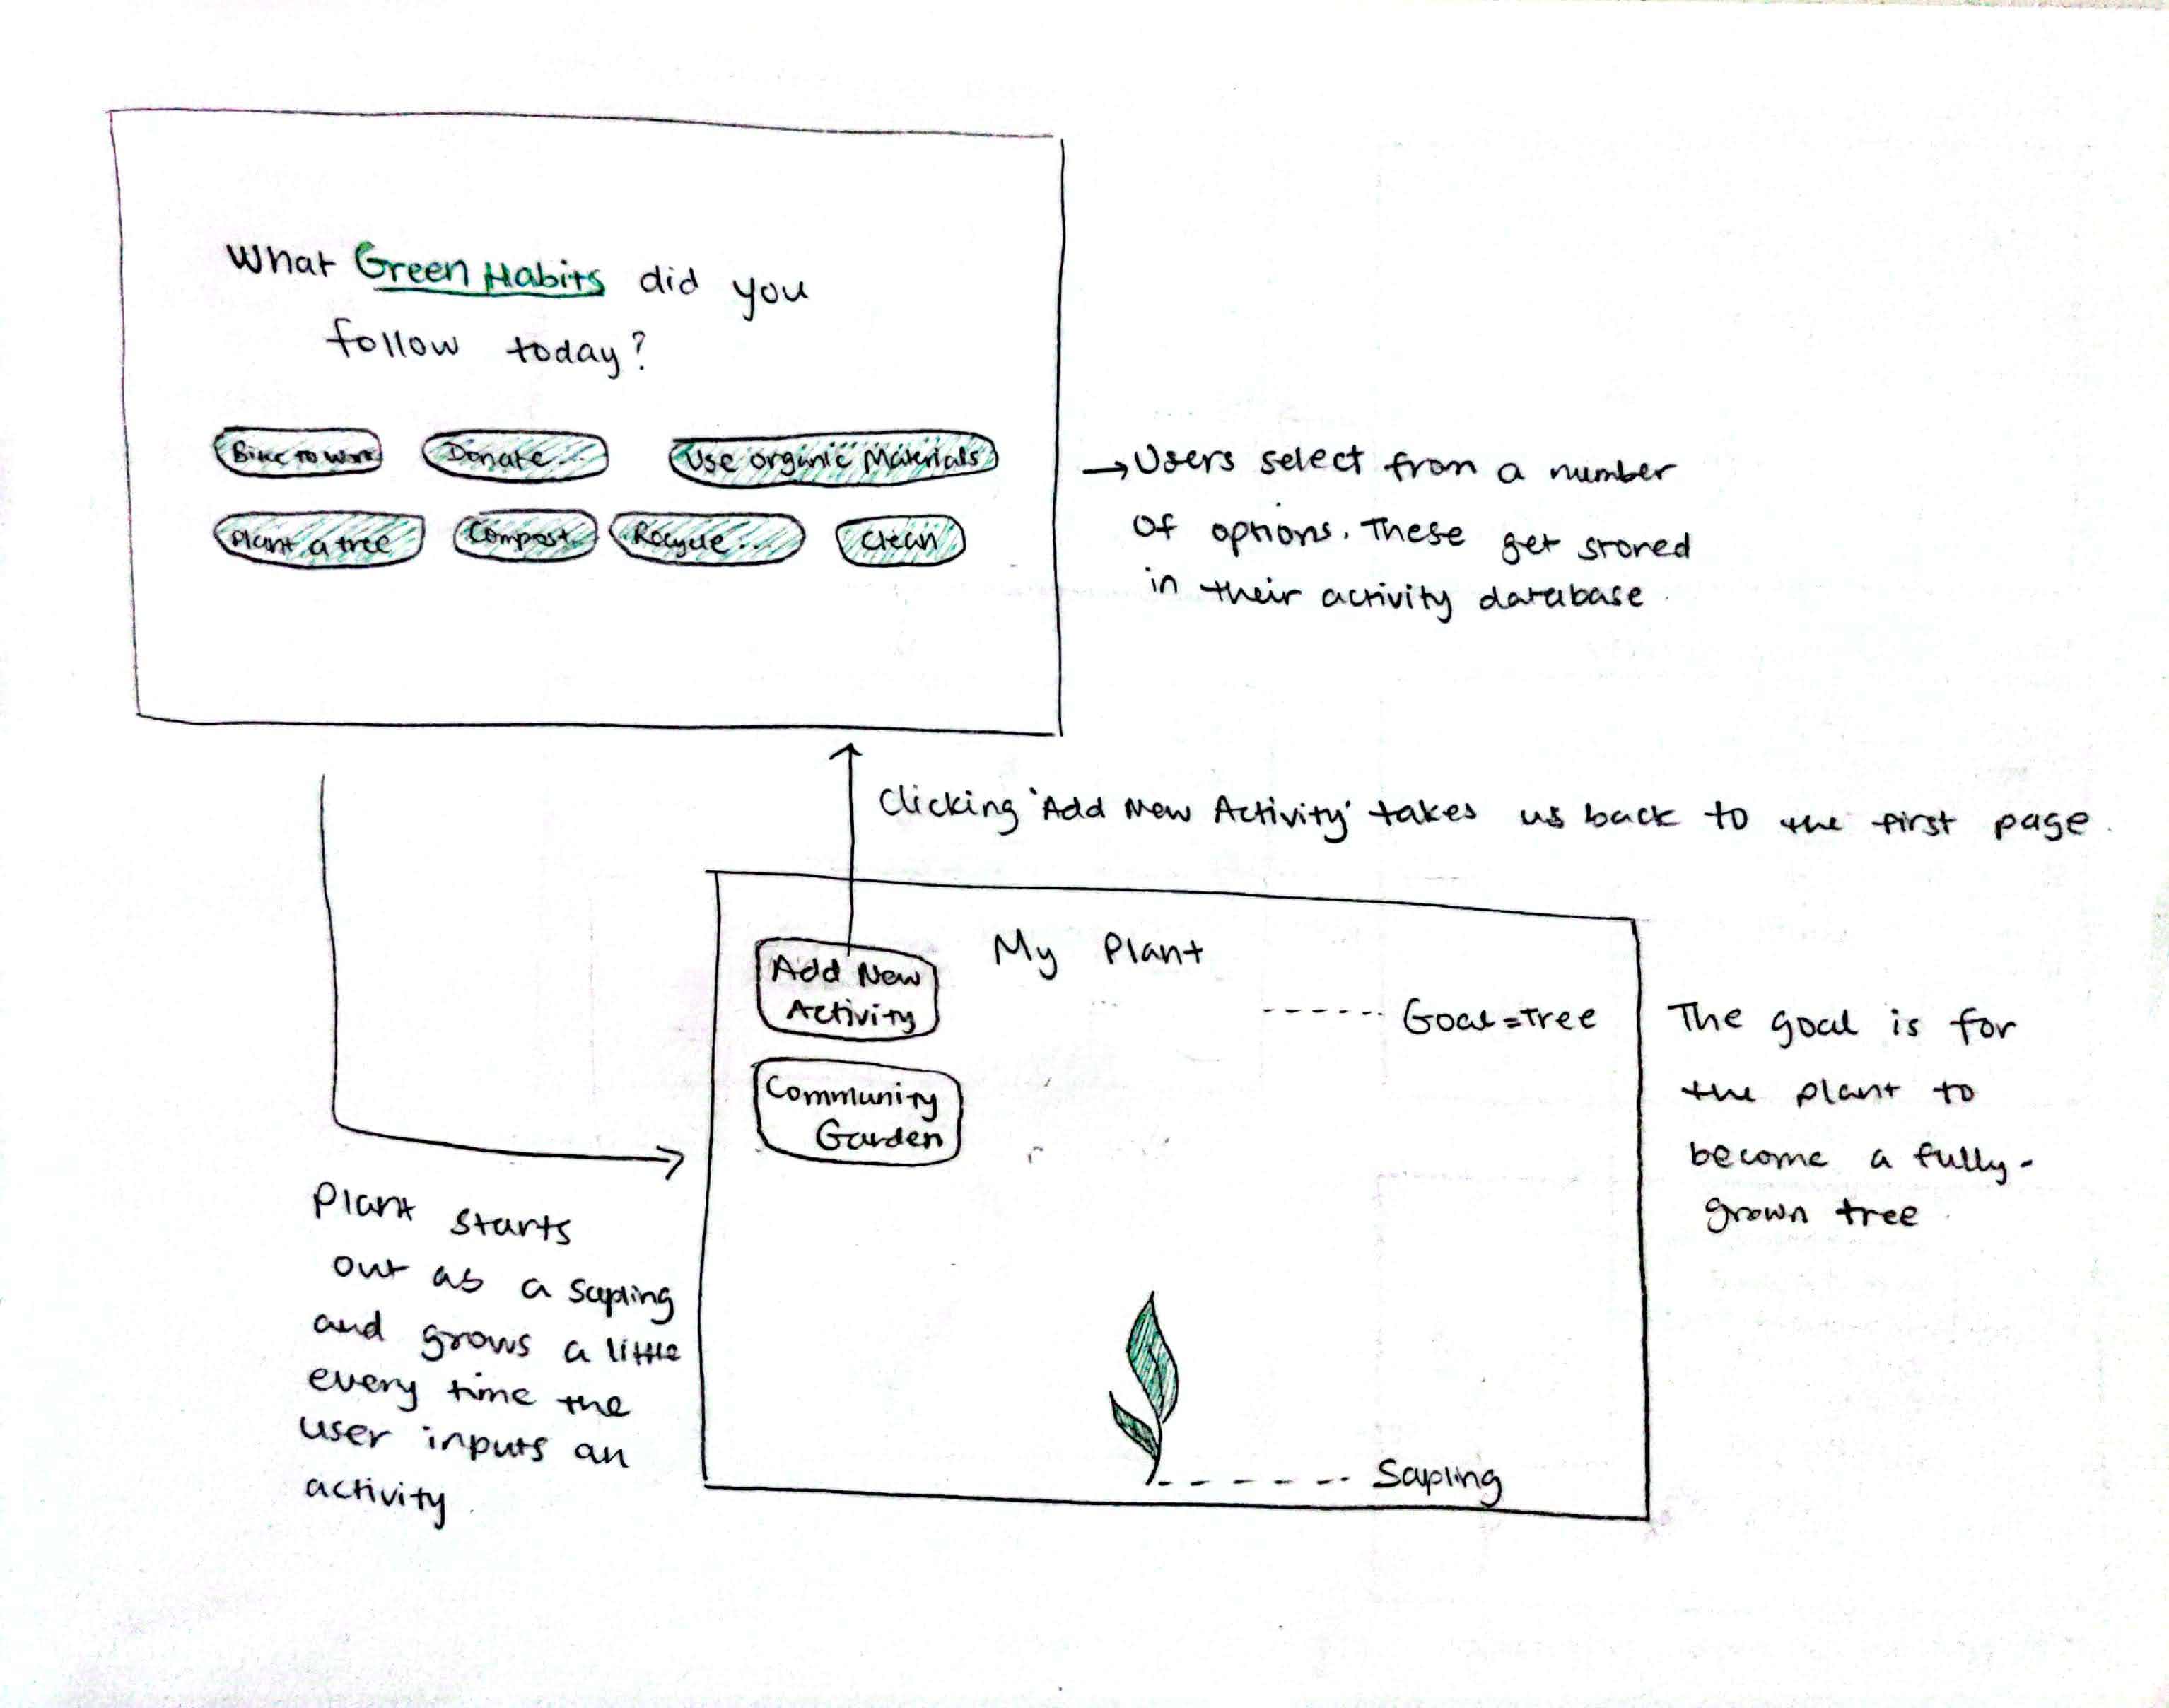 What Green Habits did you
follow today?
Bike to work
Donate...
Use organic Materials
Plant a tree
Compost
Recycle...
Clean
→ Users select from a number
of options. These get stored
in their activity database.
Clicking 'Add New Activity' takes us back to the first page.
Add New
Activity
Community
Garden
My Plant
Goal=Tree
Sapling
The goal is for
the plant to
become a fully-
grown tree
Plant starts
out as a sapling
and grows a little
every time the
user inputs an
activity.